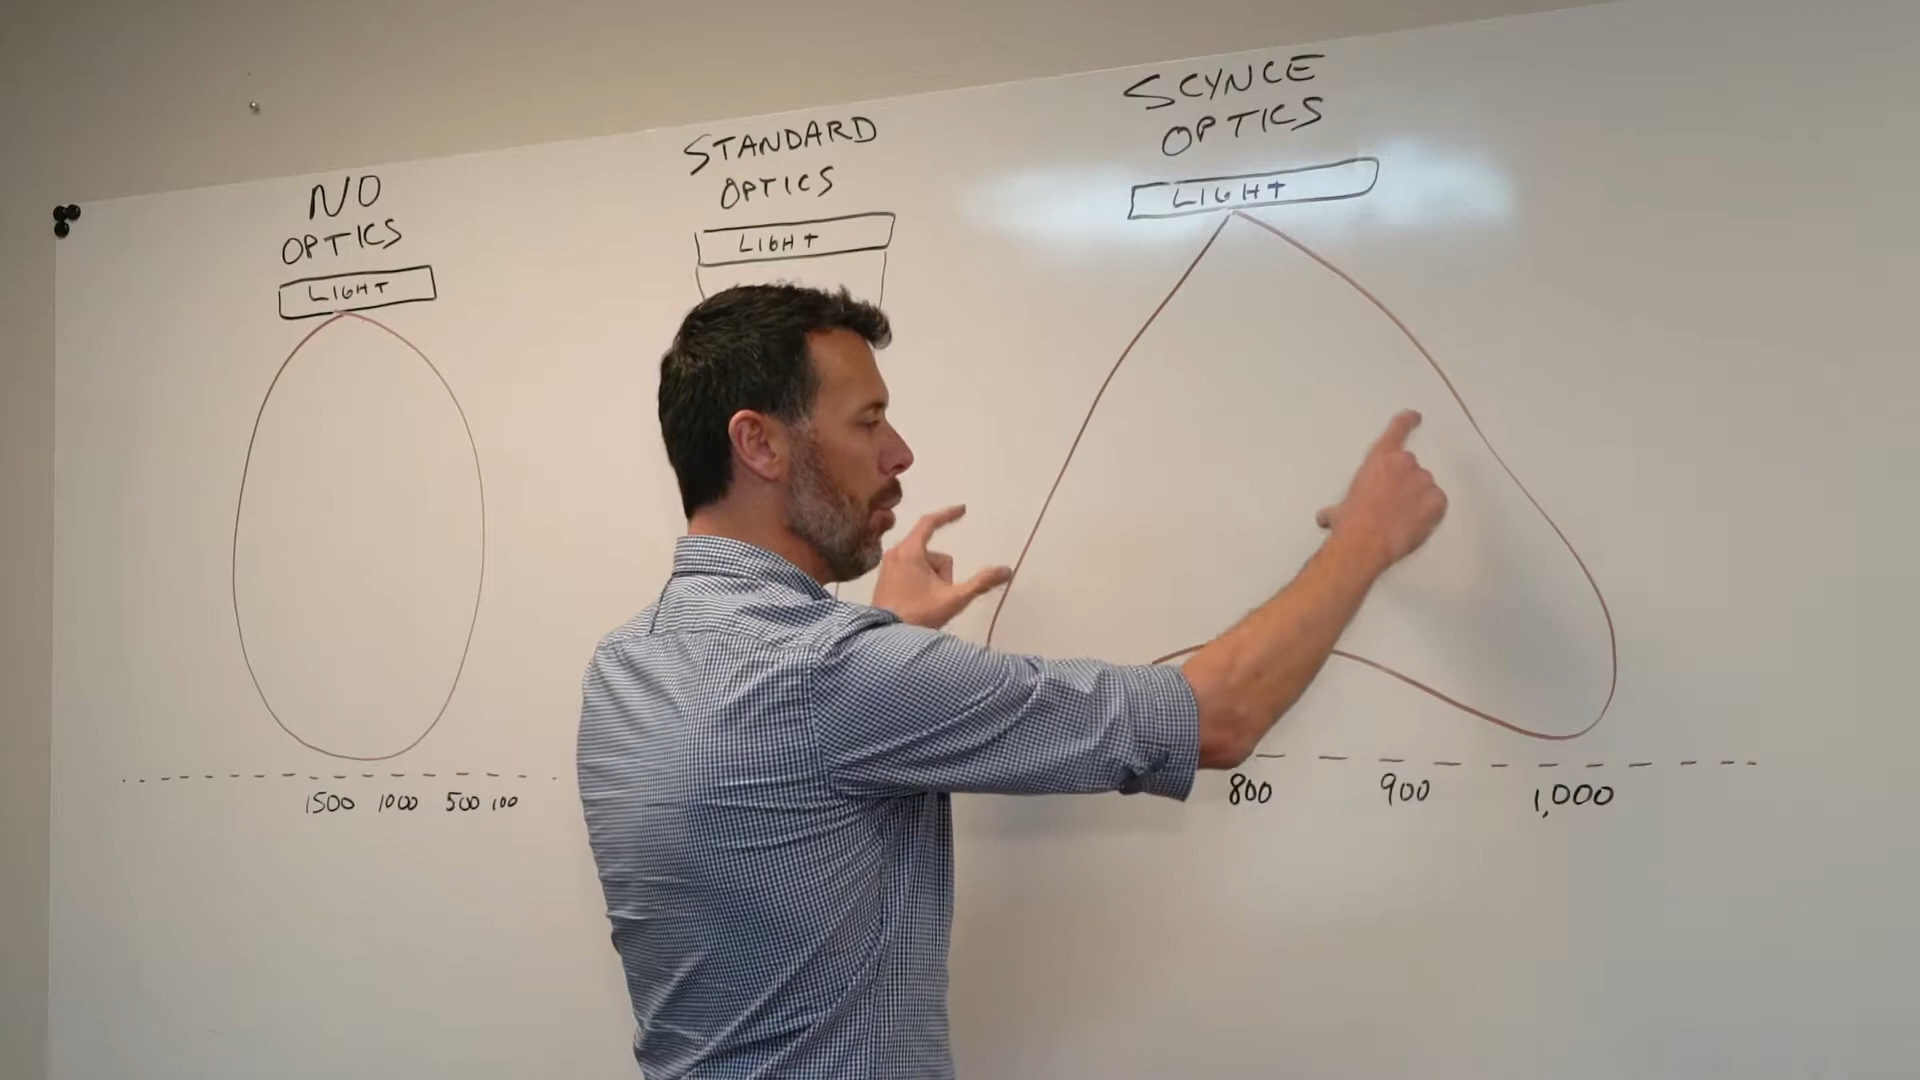 NO
OPTICS
LIGHT
1500 1000 500 100
STANDARD
OPTICS
LIGHT
SCYNCE
OPTICS
LIGHT
800 900 1,000